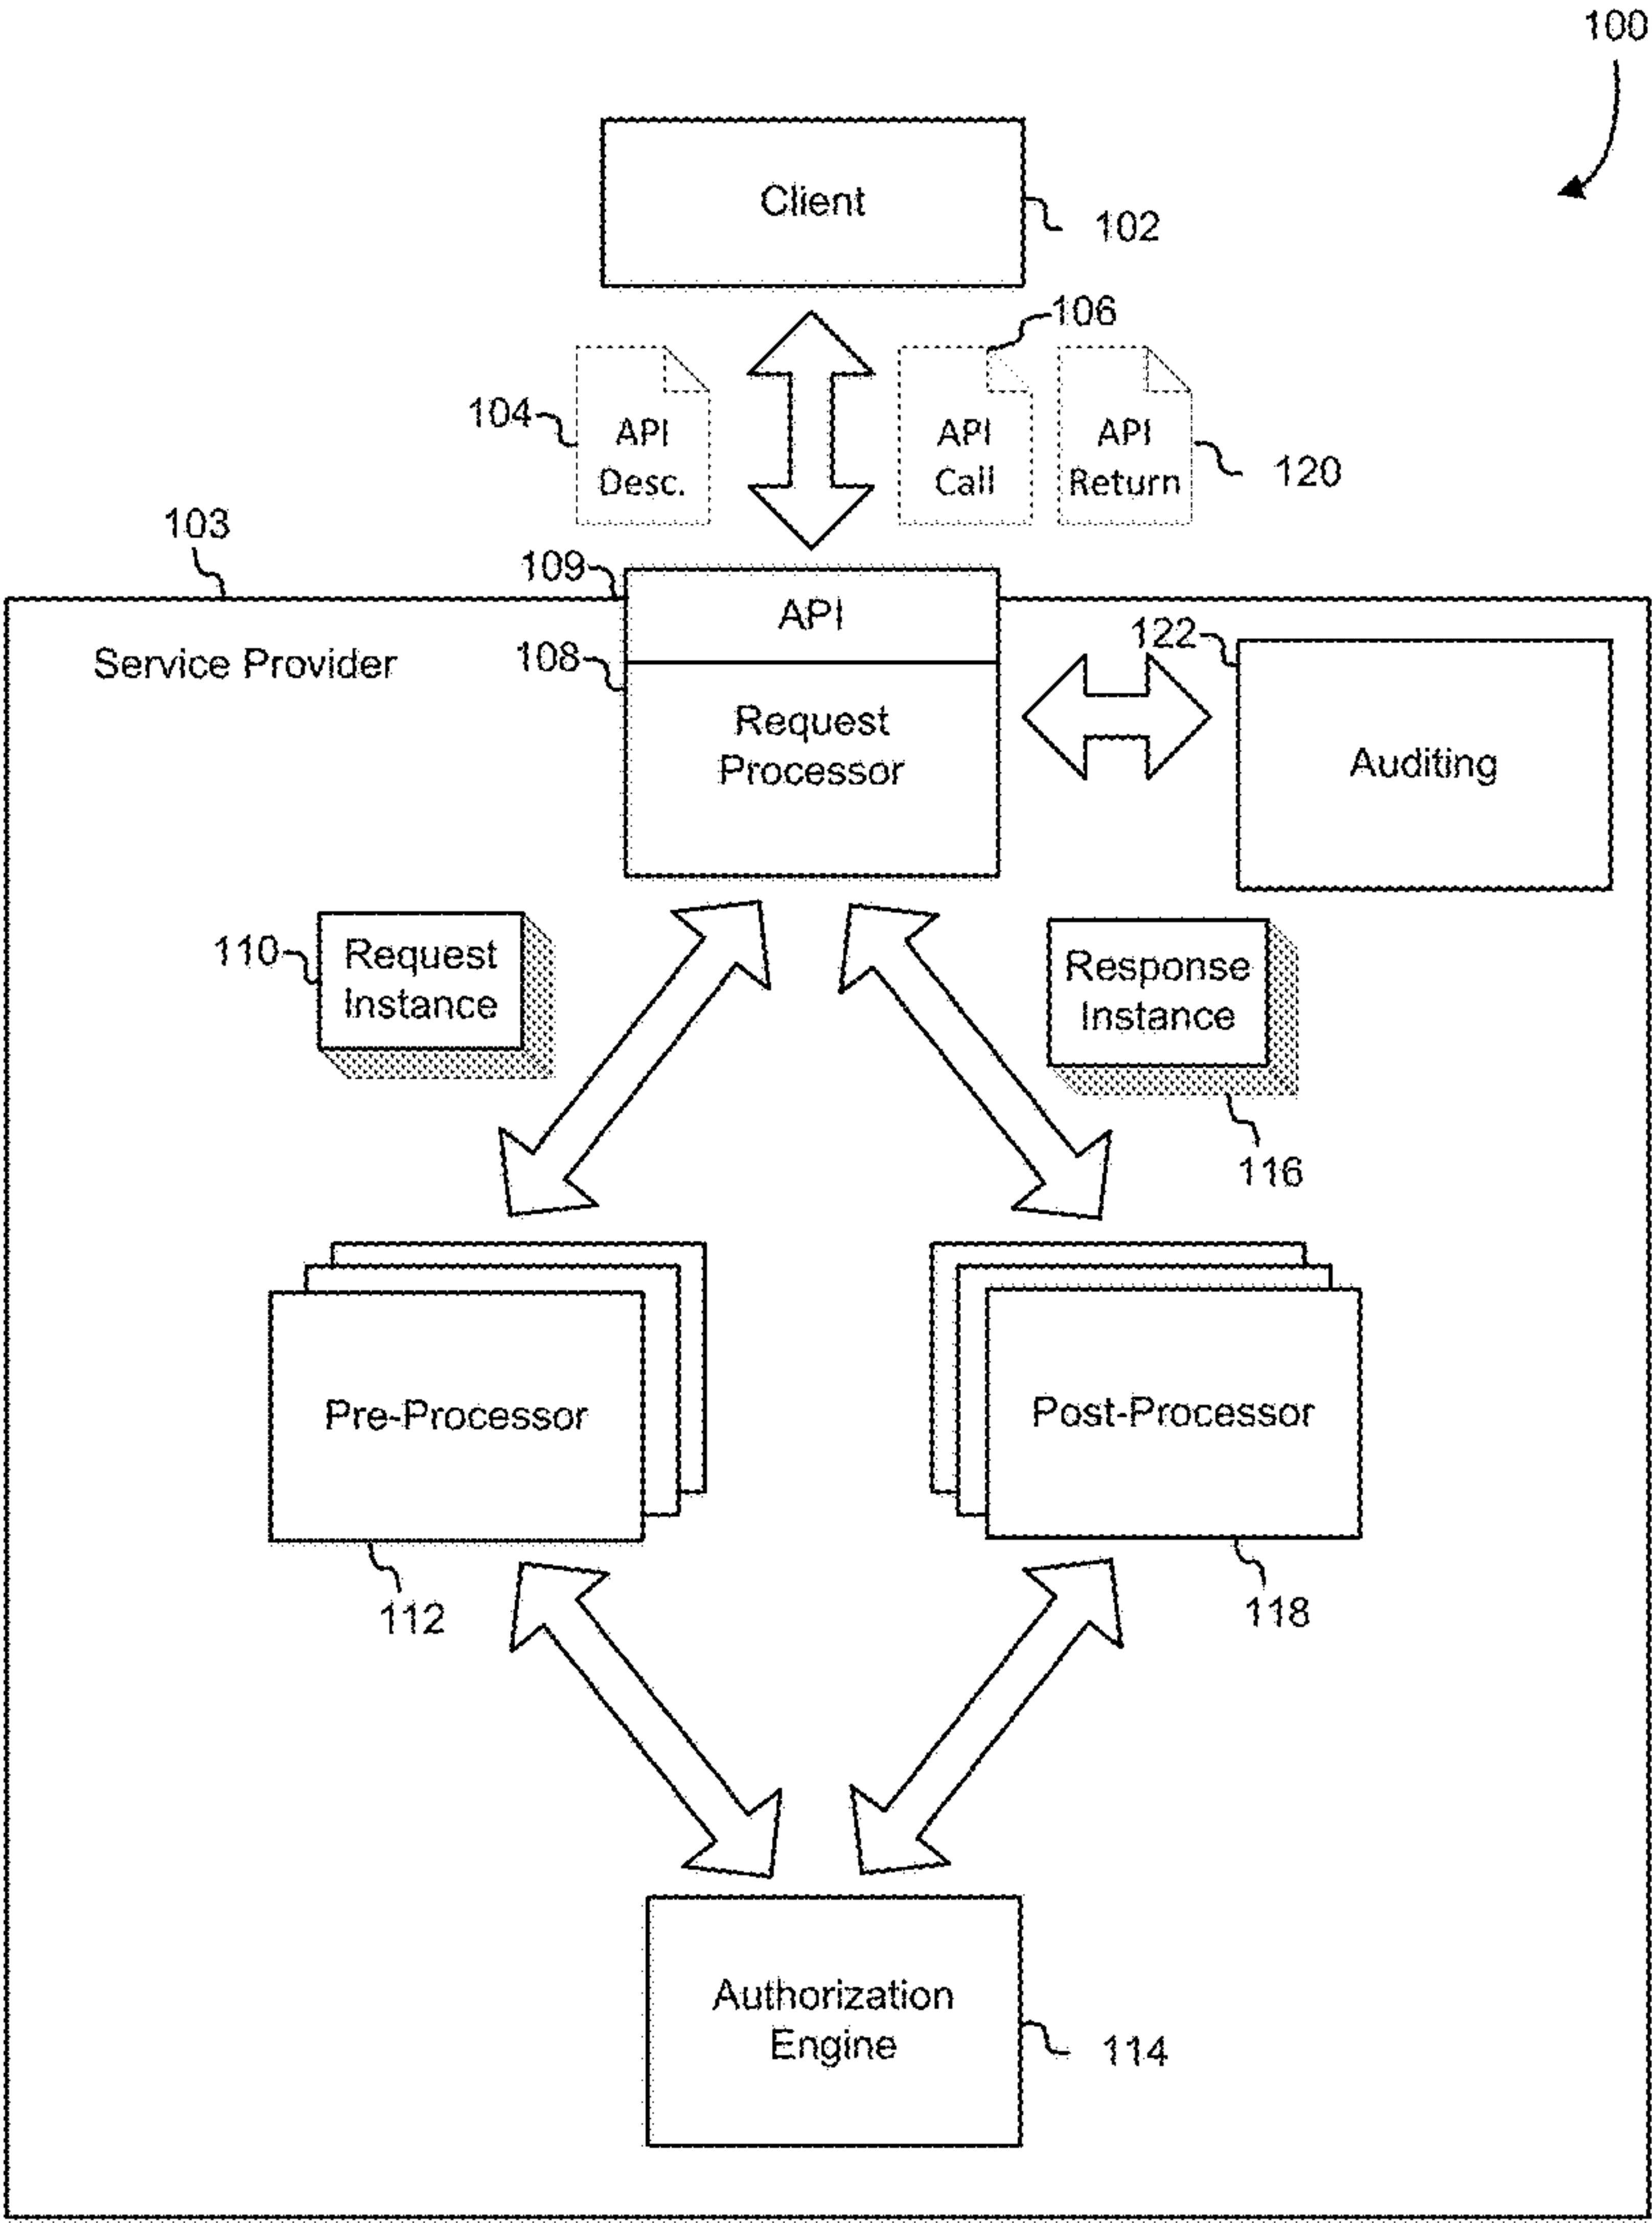 100
Client
102
106
104
API
Desc.
API
Call
API
Return
120
103
109
API
Service Provider
108
Request
Processor
122
Auditing
110
Request
Instance
Response
Instance
116
Pre-Processor
Post-Processor
112
118
Authorization
Engine
114